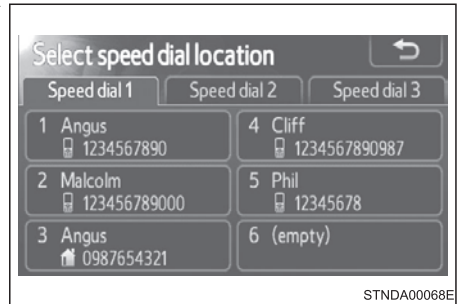 Select speed dial location
Speed dial 1
Speed dial 2
Speed dial 3
1 Angus
1234567890
2 Malcolm
123456789000
3 Angus
0987654321
4 Cliff
1234567890987
5 Phil
12345678
6 (empty)
STNDA00068E